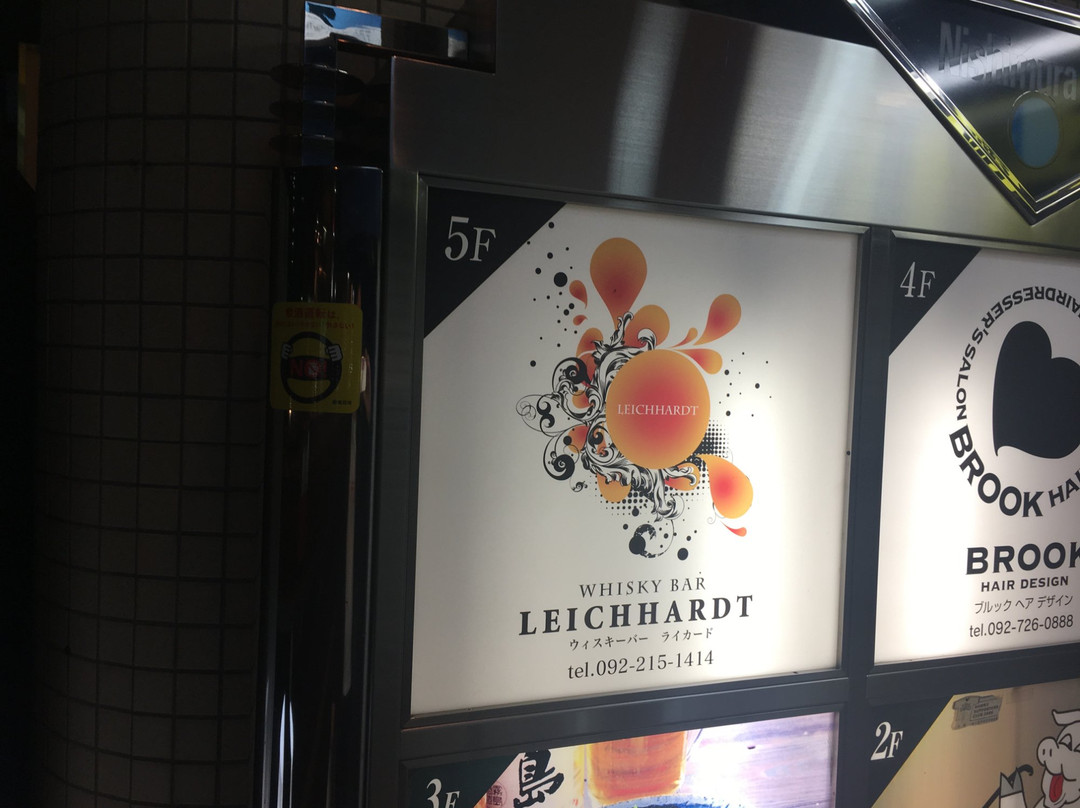 Nishimura
5F
LEICHHARDT
WHISKY BAR
LEICHHARDT
ウィスキーバー ライカード
tel.092-215-1414
4F
HAIRDRESSER'S SALON
BROOK HAI
BROOK
HAIR DESIGN
ブルック ヘア デザイン
tel.092-726-0888
3F
島
2F